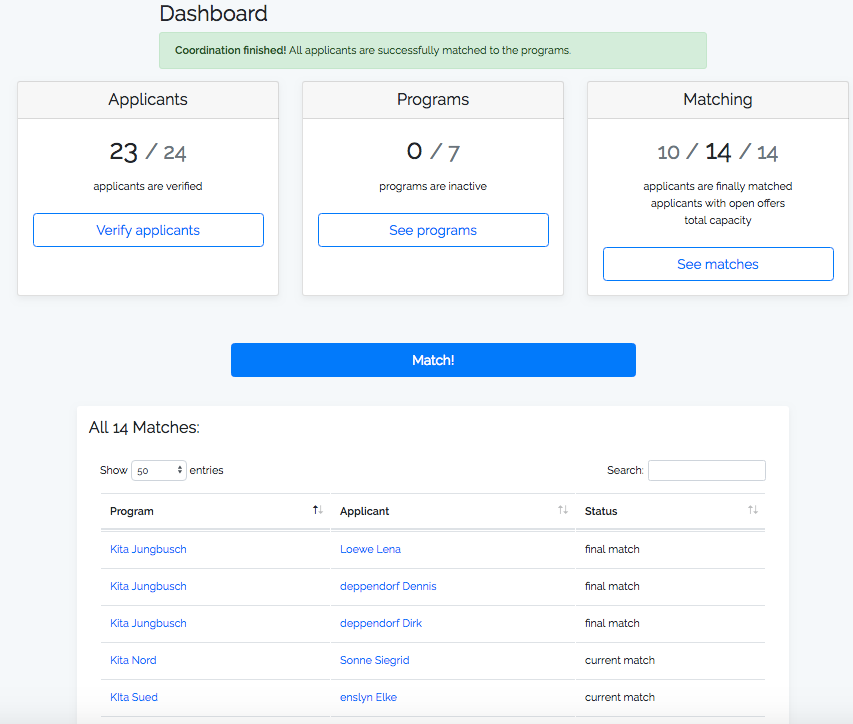 Dashboard
Coordination finished! All applicants are successfully matched to the programs.
Applicants
23 / 24
applicants are verified
Verify applicants
Programs
0 / 7
programs are inactive
See programs
Matching
10 / 14 / 14
applicants are finally matched
applicants with open offers
total capacity
See matches
Match!
All 14 Matches:
Show 50 entries Search:
Program Applicant Status
Kita Jungbusch Loewe Lena final match
Kita Jungbusch deppendorf Dennis final match
Kita Jungbusch deppendorf Dirk final match
Kita Nord Sonne Siegrid current match
KIta Sued enslyn Elke current match